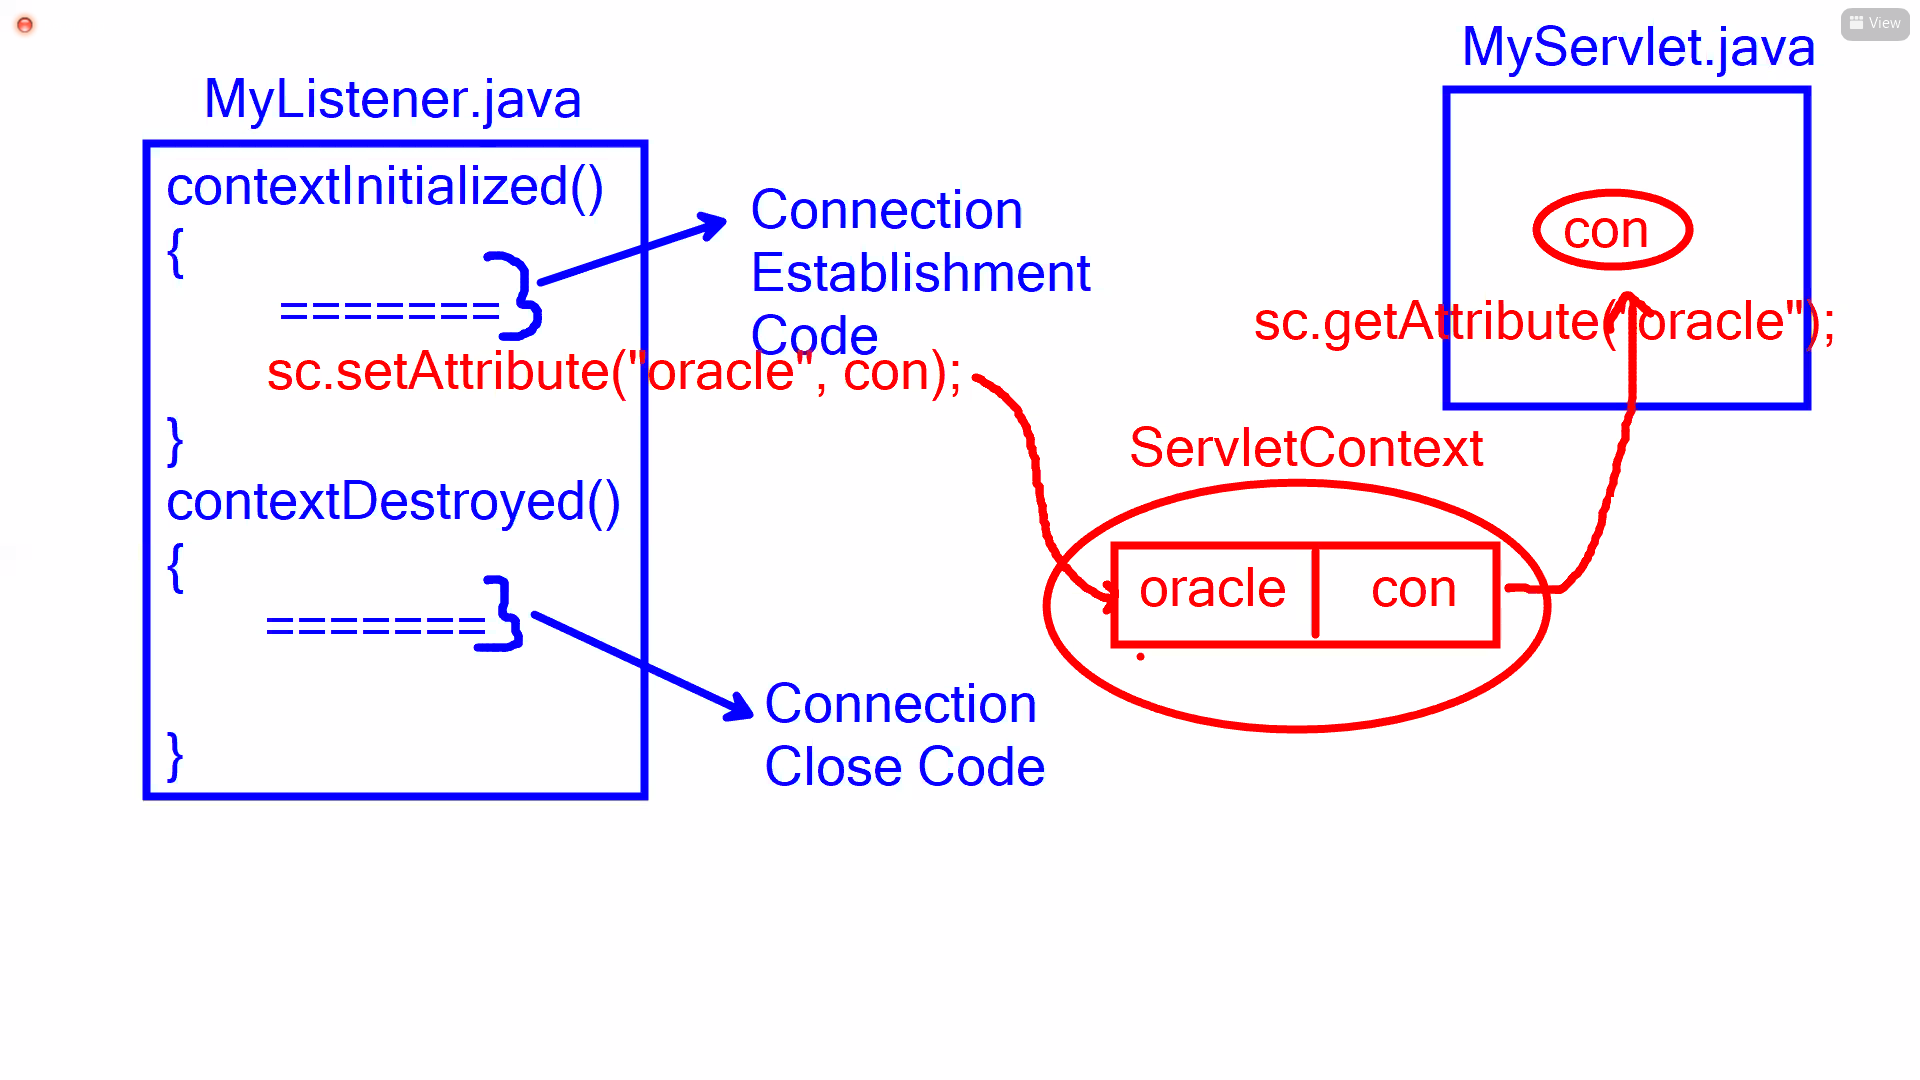 View
MyServlet.java
MyListener.java
contextInitialized()
{
=======
Connection
Establishment
Code
sc.setAttribute("oracle", con);
}
contextDestroyed()
{
=======
}
Connection
Close Code
con
sc.getAttribute("oracle");
ServletContext
oracle con